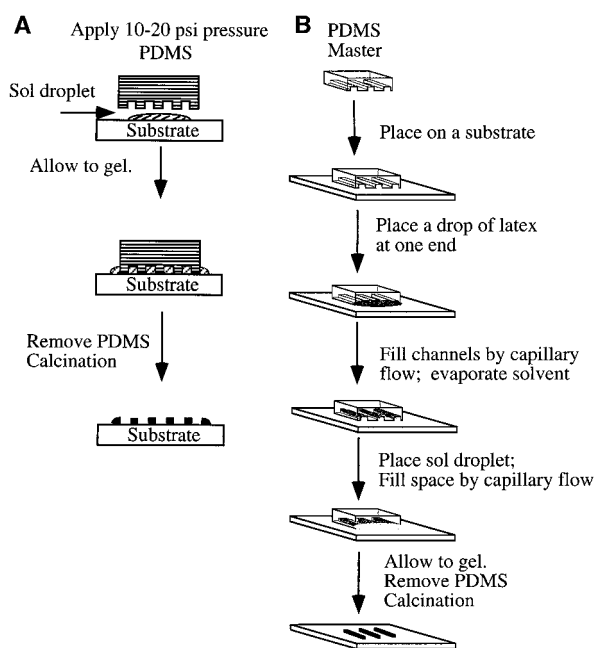 A
Apply 10-20 psi pressure
PDMS
Sol droplet
Substrate
Allow to gel.
Substrate
Remove PDMS
Calcination
Substrate
B
PDMS
Master
Place on a substrate
Place a drop of latex
at one end
Fill channels by capillary
flow; evaporate solvent
Place sol droplet;
Fill space by capillary flow
Allow to gel.
Remove PDMS
Calcination